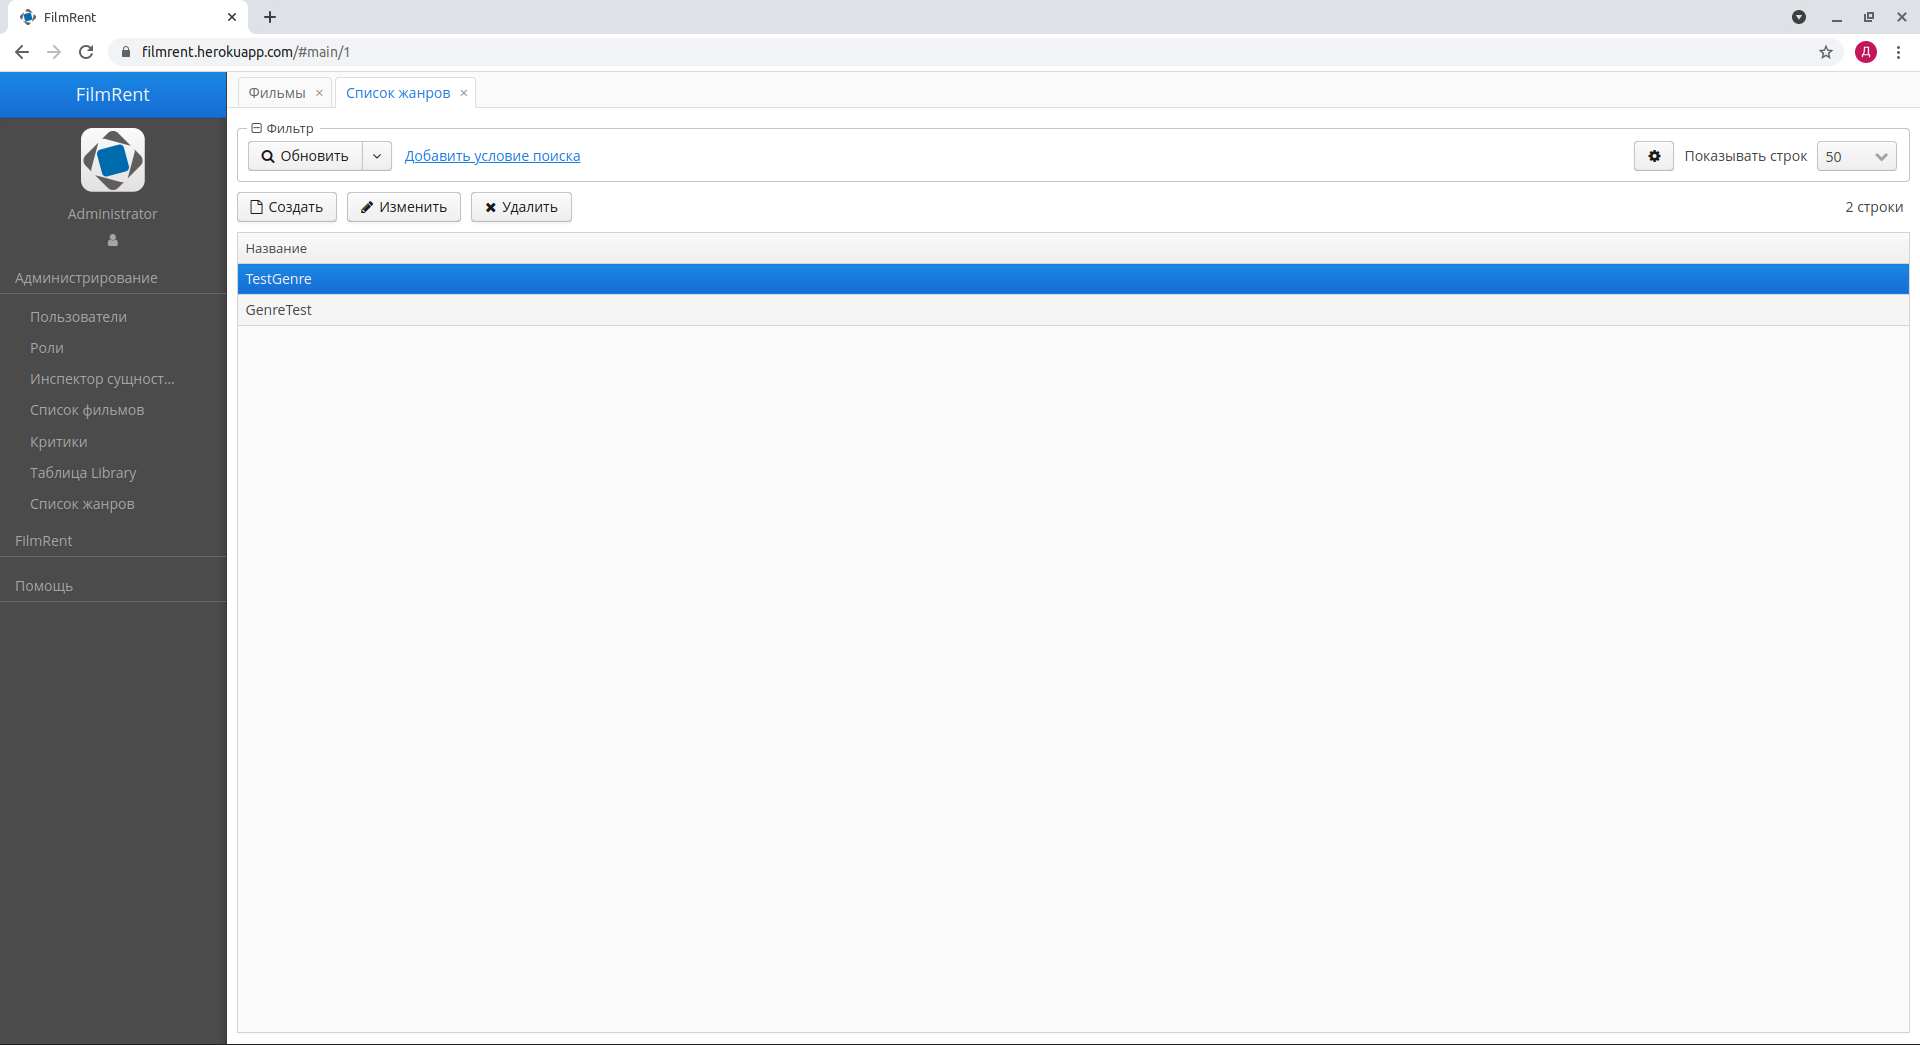 FilmRent
filmrent.herokuapp.com/#main/1
Д
FilmRent
Administrator
Администрирование
Пользователи
Роли
Инспектор сущност...
Список фильмов
Критики
Таблица Library
Список жанров
FilmRent
Помощь
Фильмы
Список жанров
Фильтр
Обновить Добавить условие поиска Показывать строк 50
Создать Изменить Удалить 2 строки
Название
TestGenre
GenreTest